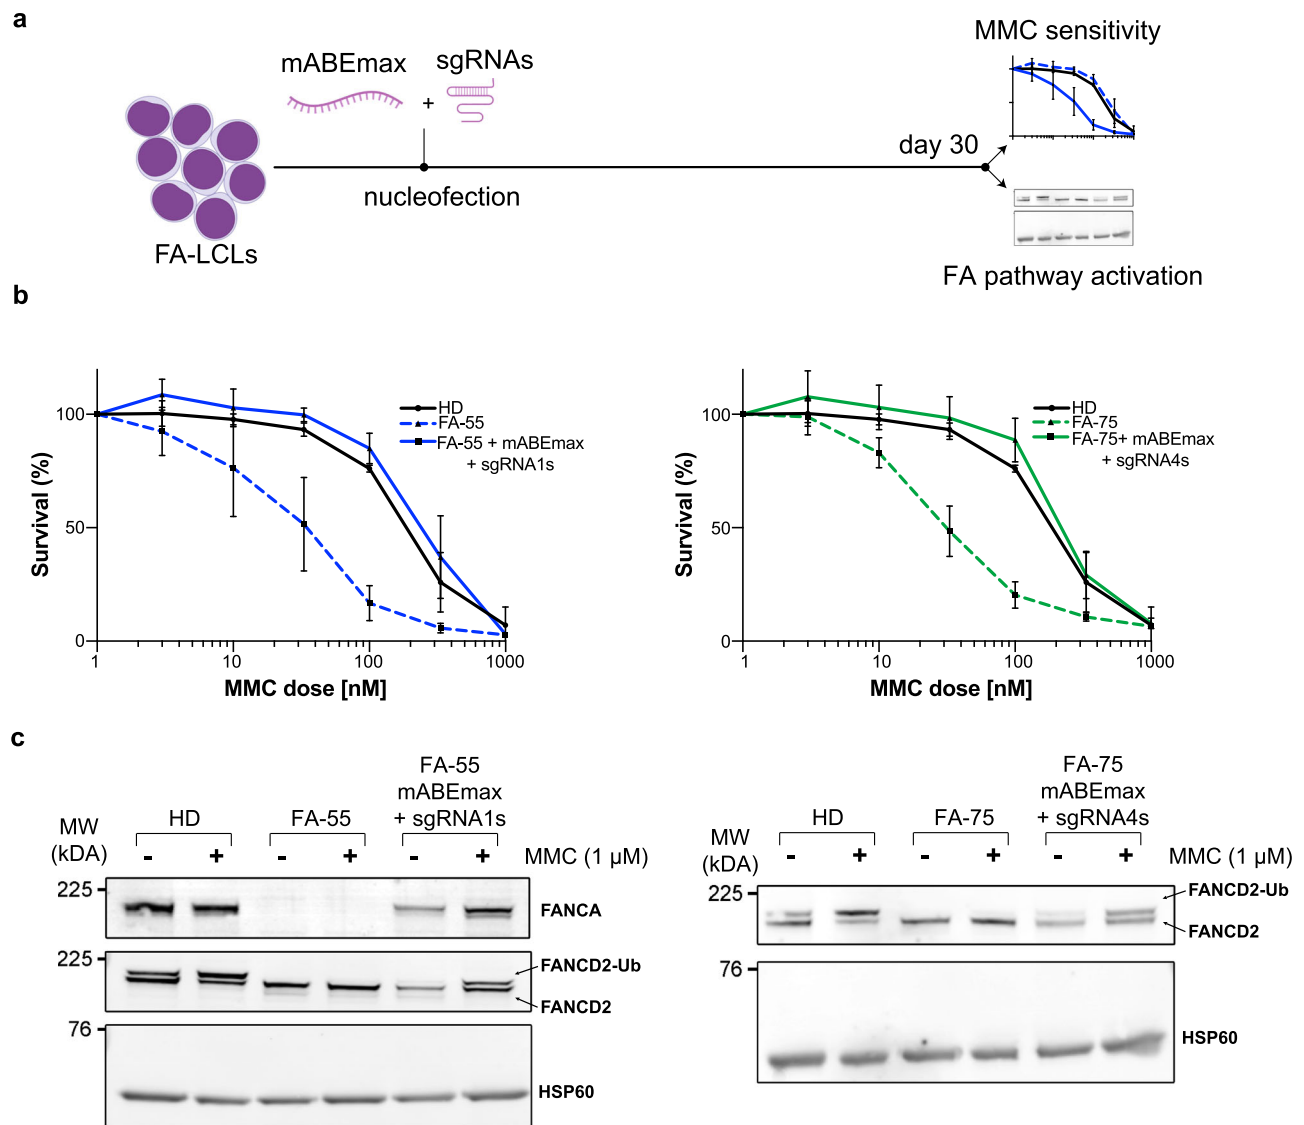 a
MMC sensitivity
mABEmax
sgRNAs
+
day 30
nucleofection
FA-LCLs
FA pathway activation
b
100
50
0
Survival (%)
HD
FA-55
FA-55 + mABEmax
+ sgRNA1s
1
10
100
1000
MMC dose [nM]
100
50
0
Survival (%)
HD
FA-75
FA-75+ mABEmax
+ sgRNA4s
1
10
100
1000
MMC dose [nM]
c
FA-55
mABEmax
+ sgRNA1s
HD
FA-55
MW
(kDA)
- + - + - + MMC (1 µM)
225
FANCA
225
FANCD2-Ub
FANCD2
76
HSP60
FA-75
mABEmax
+ sgRNA4s
HD
FA-75
MW
(kDA)
- + - + - + MMC (1 µM)
225
FANCD2-Ub
FANCD2
76
HSP60